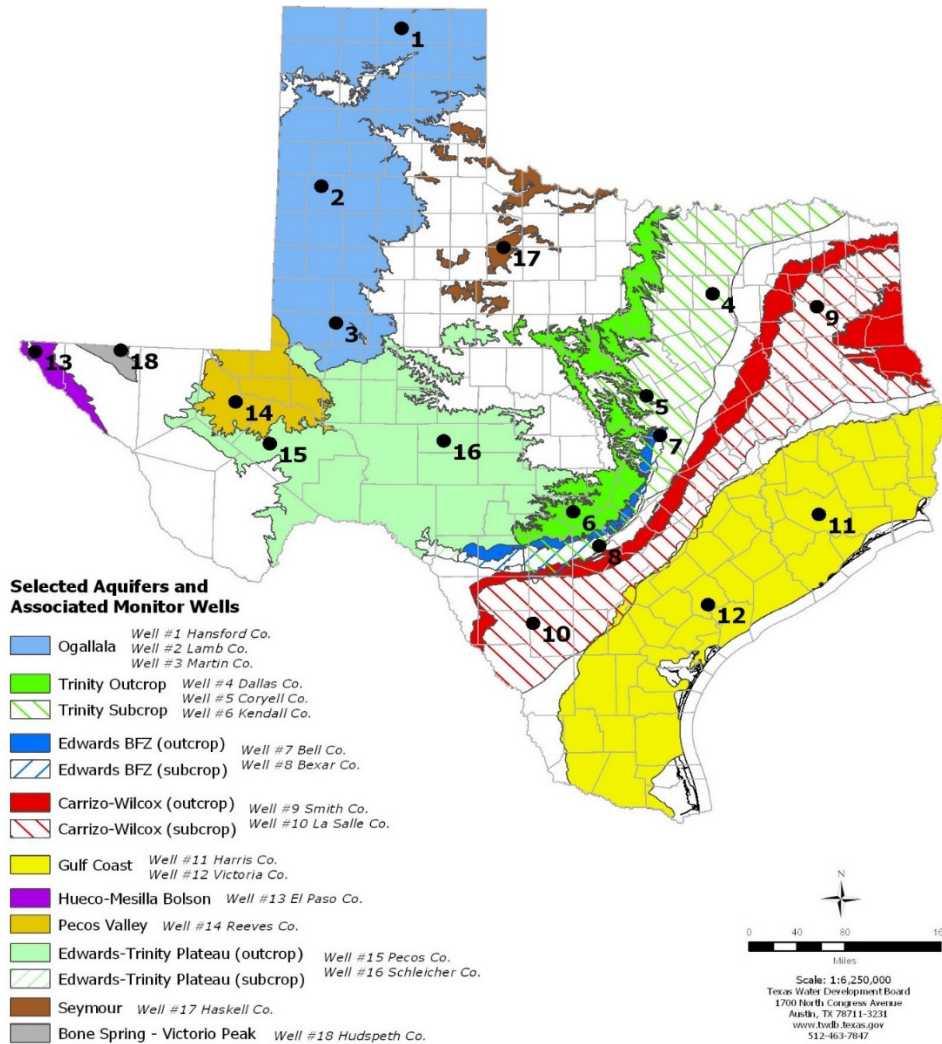 1
2
17
4
9
3
13
18
14
5
7
15
16
6
11
8
12
10
Selected Aquifers and
Associated Monitor Wells
Ogallala
Well #1 Hansford Co.
Well #2 Lamb Co.
Well #3 Martin Co.
Trinity Outcrop
Trinity Subcrop
Well #4 Dallas Co.
Well #5 Coryell Co.
Well #6 Kendall Co.
Edwards BFZ (outcrop)
Edwards BFZ (subcrop)
Well #7 Bell Co.
Well #8 Bexar Co.
Carrizo-Wilcox (outcrop)
Carrizo-Wilcox (subcrop)
Well #9 Smith Co.
Well #10 La Salle Co.
Gulf Coast
Well #11 Harris Co.
Well #12 Victoria Co.
Hueco-Mesilla Bolson Well #13 El Paso Co.
Pecos Valley Well #14 Reeves Co.
Edwards-Trinity Plateau (outcrop)
Edwards-Trinity Plateau (subcrop)
Well #15 Pecos Co.
Well #16 Schleicher Co.
Seymour Well #17 Haskell Co.
Bone Spring - Victorio Peak Well #18 Hudspeth Co.
N
0 40 80 16
Miles
Scale: 1:6,250,000
Texas Water Development Board
1700 North Congress Avenue
Austin, TX 78711-3231
www.twdb.texas.gov
512-463-7847